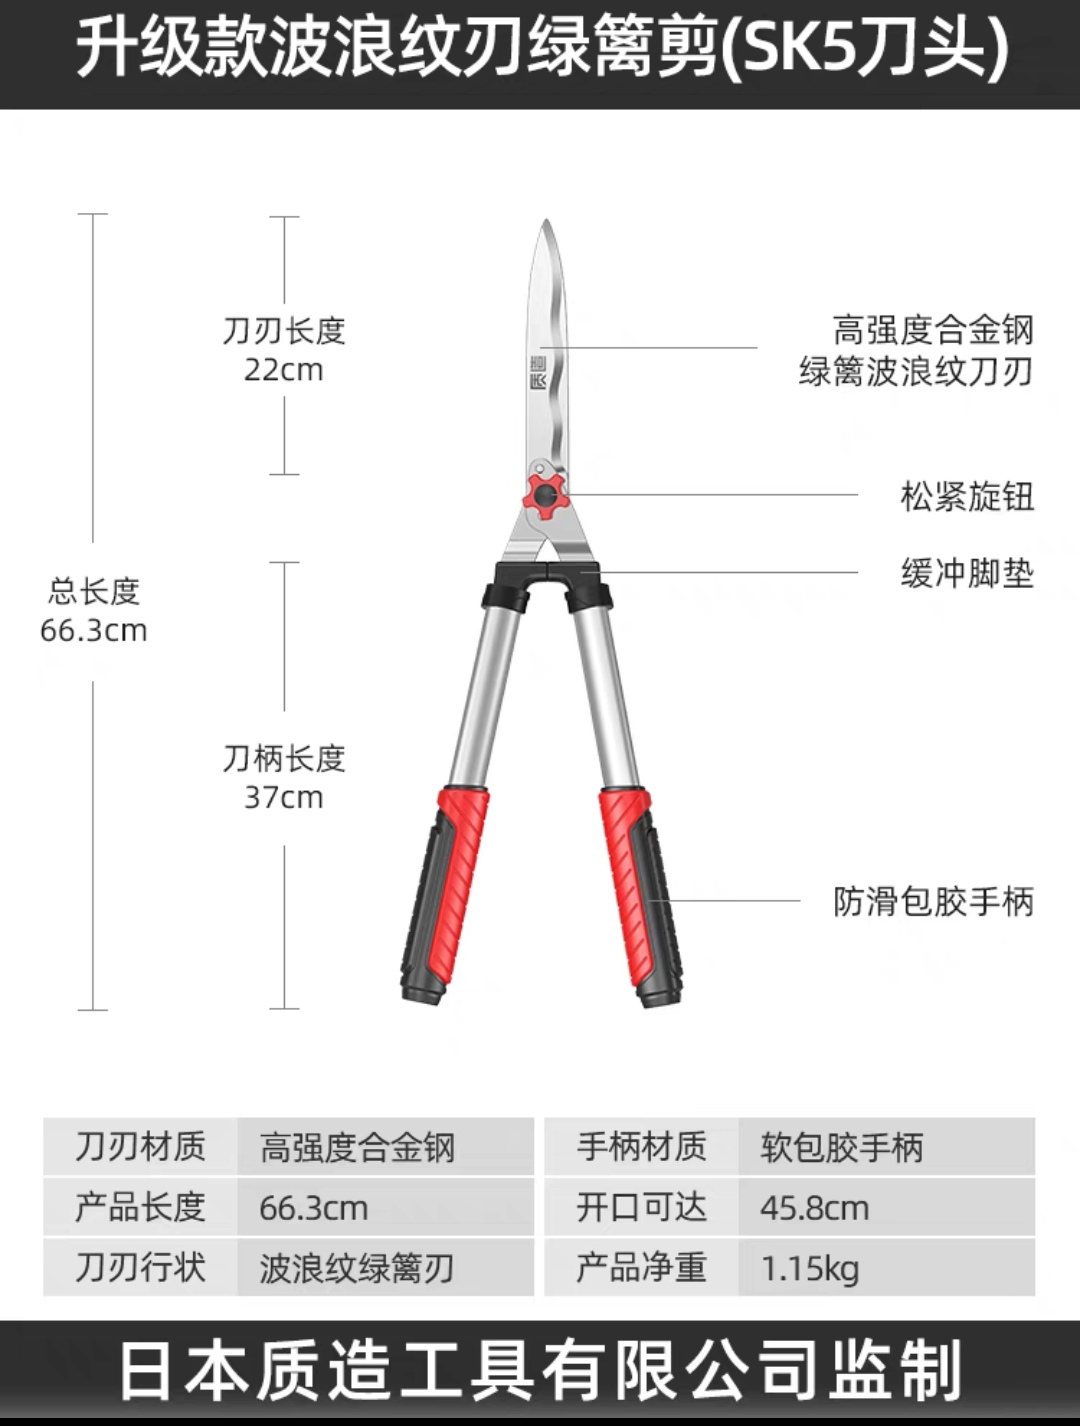 升级款波浪纹刃绿篱剪(SK5刀头)
刀刃长度
22cm
高强度合金钢
绿篱波浪纹刀刃
质造
松紧旋钮
缓冲脚垫
总长度
66.3cm
刀柄长度
37cm
防滑包胶手柄
刀刃材质 高强度合金钢 手柄材质 软包胶手柄
产品长度 66.3cm 开口可达 45.8cm
刀刃行状 波浪纹绿篱刃 产品净重 1.15kg
日本质造工具有限公司监制